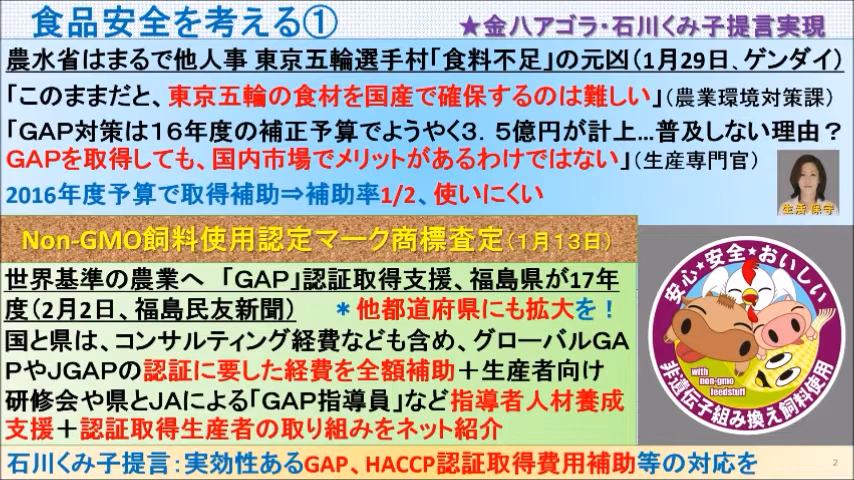 食品安全を考える①
★金八アゴラ・石川くみ子提言実現
農水省はまるで他人事 東京五輪選手村｢食料不足｣の元凶(1月29日､ゲンダイ)
｢このままだと、東京五輪の食材を国産で確保するのは難しい｣(農業環境対策課)
｢GAP対策は16年度の補正予算でようやく3．5億円が計上…普及しない理由？
GAPを取得しても、国内市場でメリットがあるわけではない｣(生産専門官)
2016年度予算で取得補助⇒補助率1/2、使いにくい
生活保守
Non-GMO飼料使用認定マーク商標査定(1月13日)
世界基準の農業へ ｢GAP｣認証取得支援、福島県が17年
度(2月2日、福島民友新聞) ＊他都道府県にも拡大を！
国と県は、コンサルティング経費なども含め、グローバルGA
PやJGAPの認証に要した経費を全額補助＋生産者向け
研修会や県とJAによる｢GAP指導員｣など指導者人材養成
支援＋認証取得生産者の取り組みをネット紹介
安心★安全★おいしい
with
non-gmo
feedstuff
非遺伝子組み換え飼料使用
石川くみ子提言：実効性あるGAP、HACCP認証取得費用補助等の対応を
2